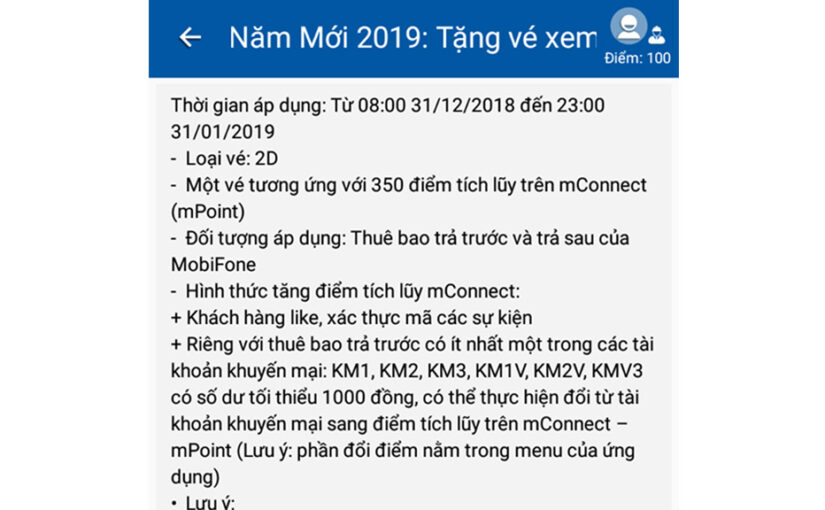 Năm Mới 2019: Tặng vé xem
Điểm: 100
Thời gian áp dụng: Từ 08:00 31/12/2018 đến 23:00
31/01/2019
- Loại vé: 2D
- Một vé tương ứng với 350 điểm tích lũy trên mConnect
(mPoint)
- Đối tượng áp dụng: Thuê bao trả trước và trả sau của
MobiFone
- Hình thức tăng điểm tích lũy mConnect:
+ Khách hàng like, xác thực mã các sự kiện
+ Riêng với thuê bao trả trước có ít nhất một trong các tài
khoản khuyến mại: KM1, KM2, KM3, KM1V, KM2V, KMV3
có số dư tối thiểu 1000 đồng, có thể thực hiện đổi từ tài
khoản khuyến mại sang điểm tích lũy trên mConnect –
mPoint (Lưu ý: phần đổi điểm nằm trong menu của ứng
dụng)
• Lưu ý: